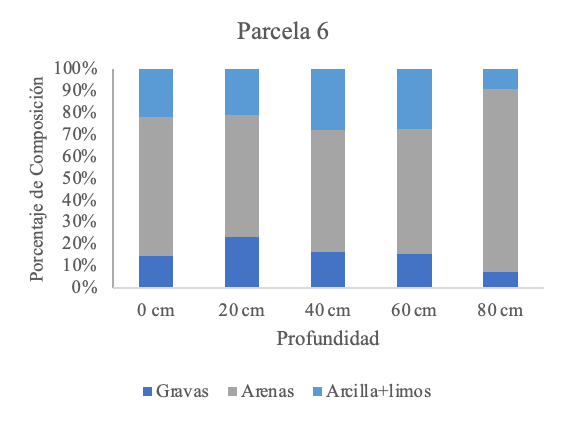 Parcela 6
Porcentaje de Composición
100%
90%
80%
70%
60%
50%
40%
30%
20%
10%
0%
0 cm 20 cm 40 cm 60 cm 80 cm
Profundidad
Gravas Arenas Arcilla+limos